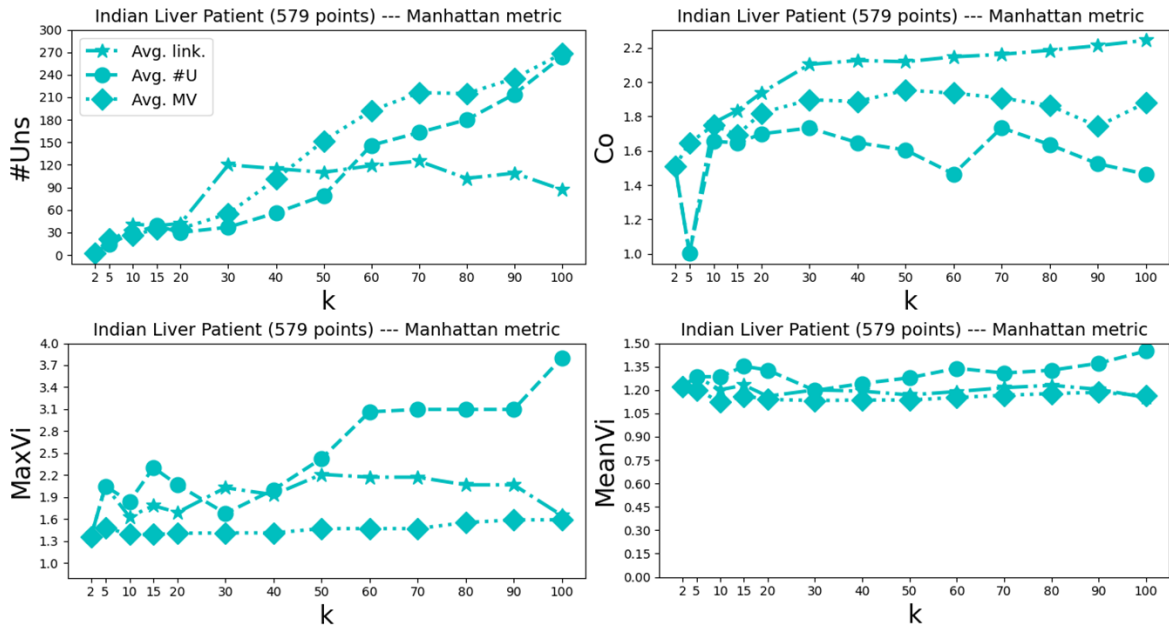 Indian Liver Patient (579 points) --- Manhattan metric
300
270
240
210
180
150
120
90
60
30
0
#Uns
Avg. link.
Avg. #U
Avg. MV
2 5 10 15 20 30 40 50 60 70 80 90 100
k
Indian Liver Patient (579 points) --- Manhattan metric
2.2
2.0
1.8
1.6
1.4
1.2
1.0
Co
2 5 10 15 20 30 40 50 60 70 80 90 100
k
Indian Liver Patient (579 points) --- Manhattan metric
4.0
3.7
3.4
3.1
2.8
2.5
2.2
1.9
1.6
1.3
1.0
MaxVi
2 5 10 15 20 30 40 50 60 70 80 90 100
k
Indian Liver Patient (579 points) --- Manhattan metric
1.50
1.35
1.20
1.05
0.90
0.75
0.60
0.45
0.30
0.15
0.00
MeanVi
2 5 10 15 20 30 40 50 60 70 80 90 100
k